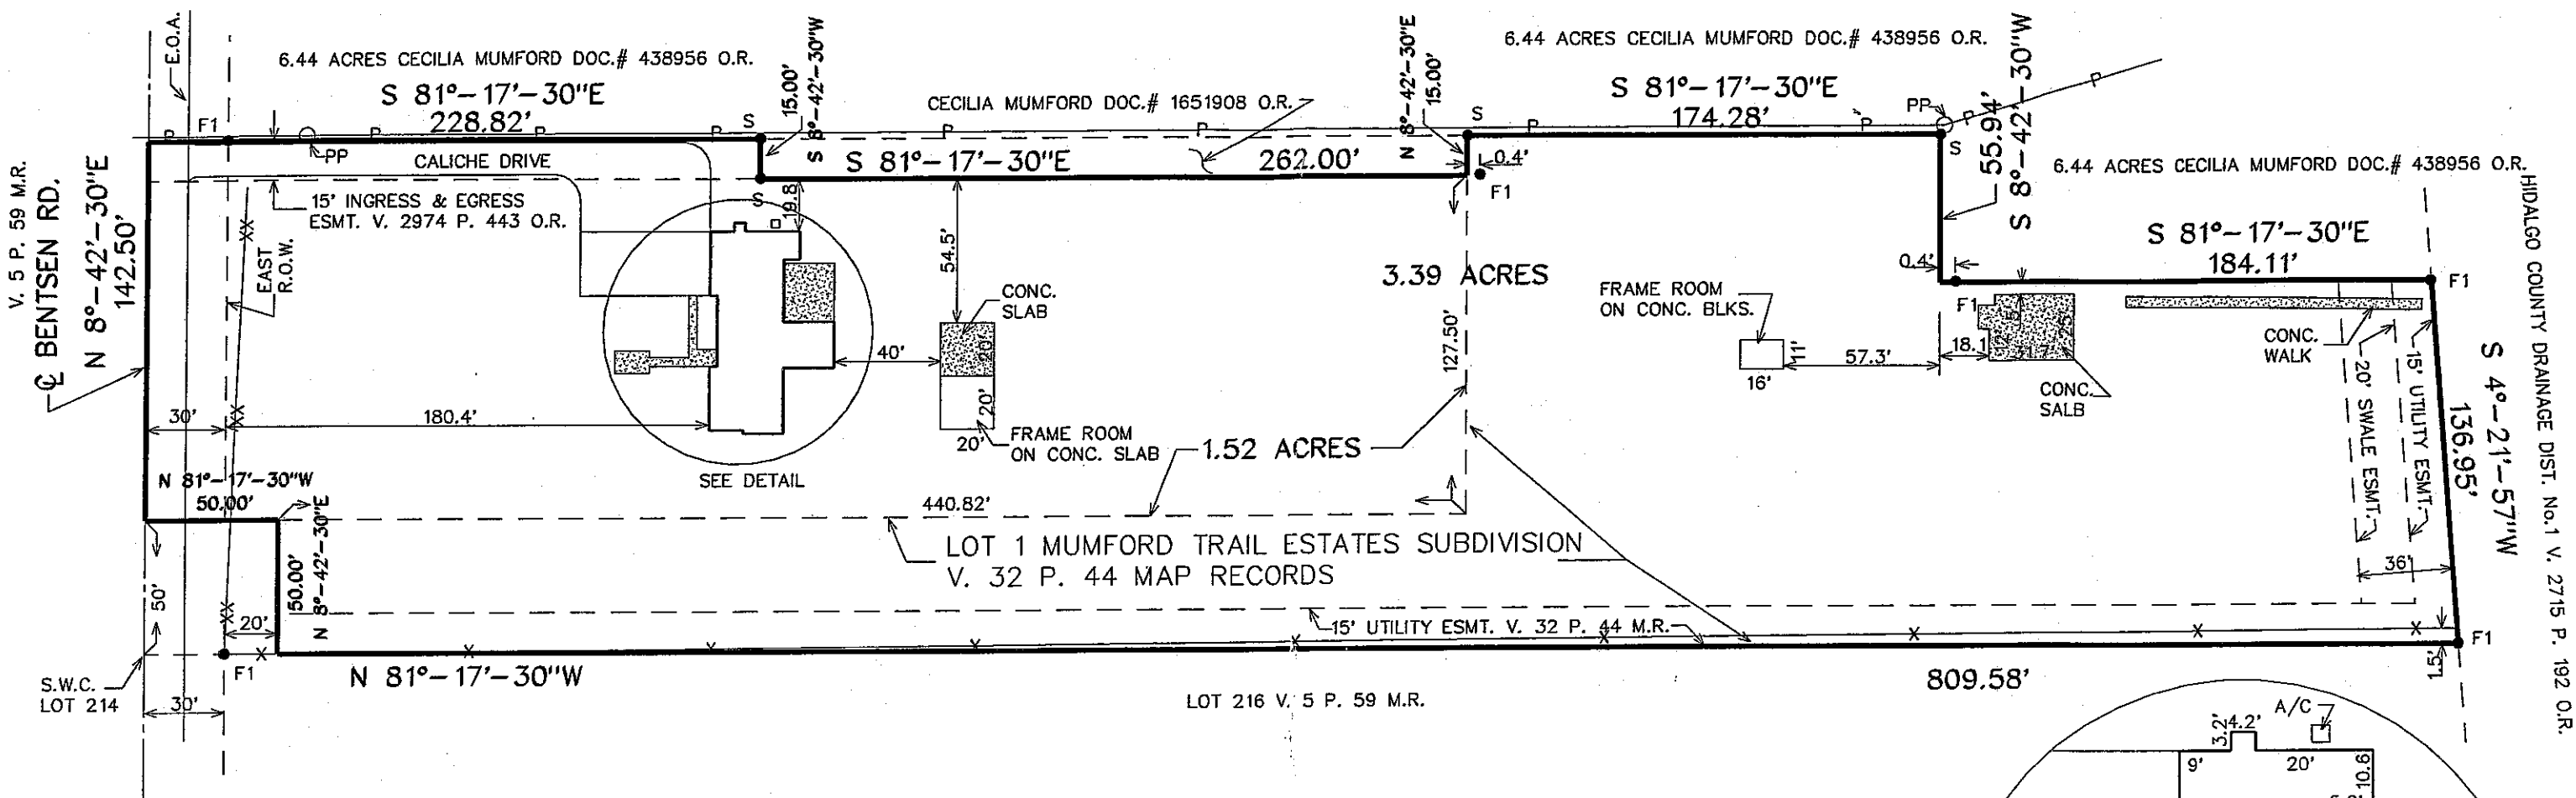 6.44 ACRES CECILIA MUMFORD DOC.# 438956 O.R.
S 81°-17'-30"E
228.82'
E.O.A.
F1
P
P
P
P
S
PP
CALICHE DRIVE
15' INGRESS & EGRESS
ESMT. V. 2974 P. 443 O.R.
15.00'
S 8°-42'-30"W
CECILIA MUMFORD DOC.# 1651908 O.R.
P
P
S 81°-17'-30"E
262.00'
S
N 8°-42'-30"E
15.00'
6.44 ACRES CECILIA MUMFORD DOC.# 438956 O.R.
S 81°-17'-30"E
174.28'
S
P
P
PP
P
P
S
0.4'
F1
55.94'
S 8°-42'-30"W
6.44 ACRES CECILIA MUMFORD DOC.# 438956 O.R.
S 81°-17'-30"E
184.11'
0.4'
F1
F1
V. 5 P. 59 M.R.
℄ BENTSEN RD.
N 8°-42'-30"E
142.50'
EAST
R.O.W.
XX
XX
XX
19.8
54.5'
CONC.
SLAB
20'
40'
20'
20'
FRAME ROOM
ON CONC. SLAB
30'
180.4'
SEE DETAIL
3.39 ACRES
127.50'
1.52 ACRES
FRAME ROOM
ON CONC. BLKS.
11'
16'
57.3'
18.1
CONC.
SALB
CONC.
WALK
20' SWALE ESMT.
15' UTILITY ESMT.
S 4°-21'-57"W
136.95'
HIDALGO COUNTY DRAINAGE DIST. No.1 V. 2715 P. 192 O.R.
N 81°-17'-30"W
50.00'
440.82'
LOT 1 MUMFORD TRAIL ESTATES SUBDIVISION
V. 32 P. 44 MAP RECORDS
36'
50'
50.00'
N 8°-42'-30"E
20'
15' UTILITY ESMT. V. 32 P. 44 M.R.
X
X
X
X
X
X
X
X
X
F1
F1
1.5'
S.W.C.
LOT 214
30'
N 81°-17'-30"W
809.58'
LOT 216 V. 5 P. 59 M.R.
A/C
3.2'
4.2'
9'
20'
10.6